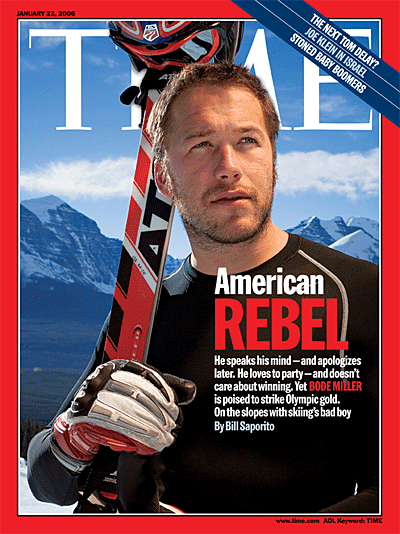 JANUARY 23, 2006
THE NEXT TOM DELAY?
JOE KLEIN IN ISRAEL
STONED BABY BOOMERS
TIME
ATO
American
REBEL
He speaks his mind—and apologizes
later. He loves to party—and doesn't
care about winning. Yet BODE MILLER
is poised to strike Olympic gold.
On the slopes with skiing's bad boy
By Bill Saporito
www.time.com AOL Keyword: TIME